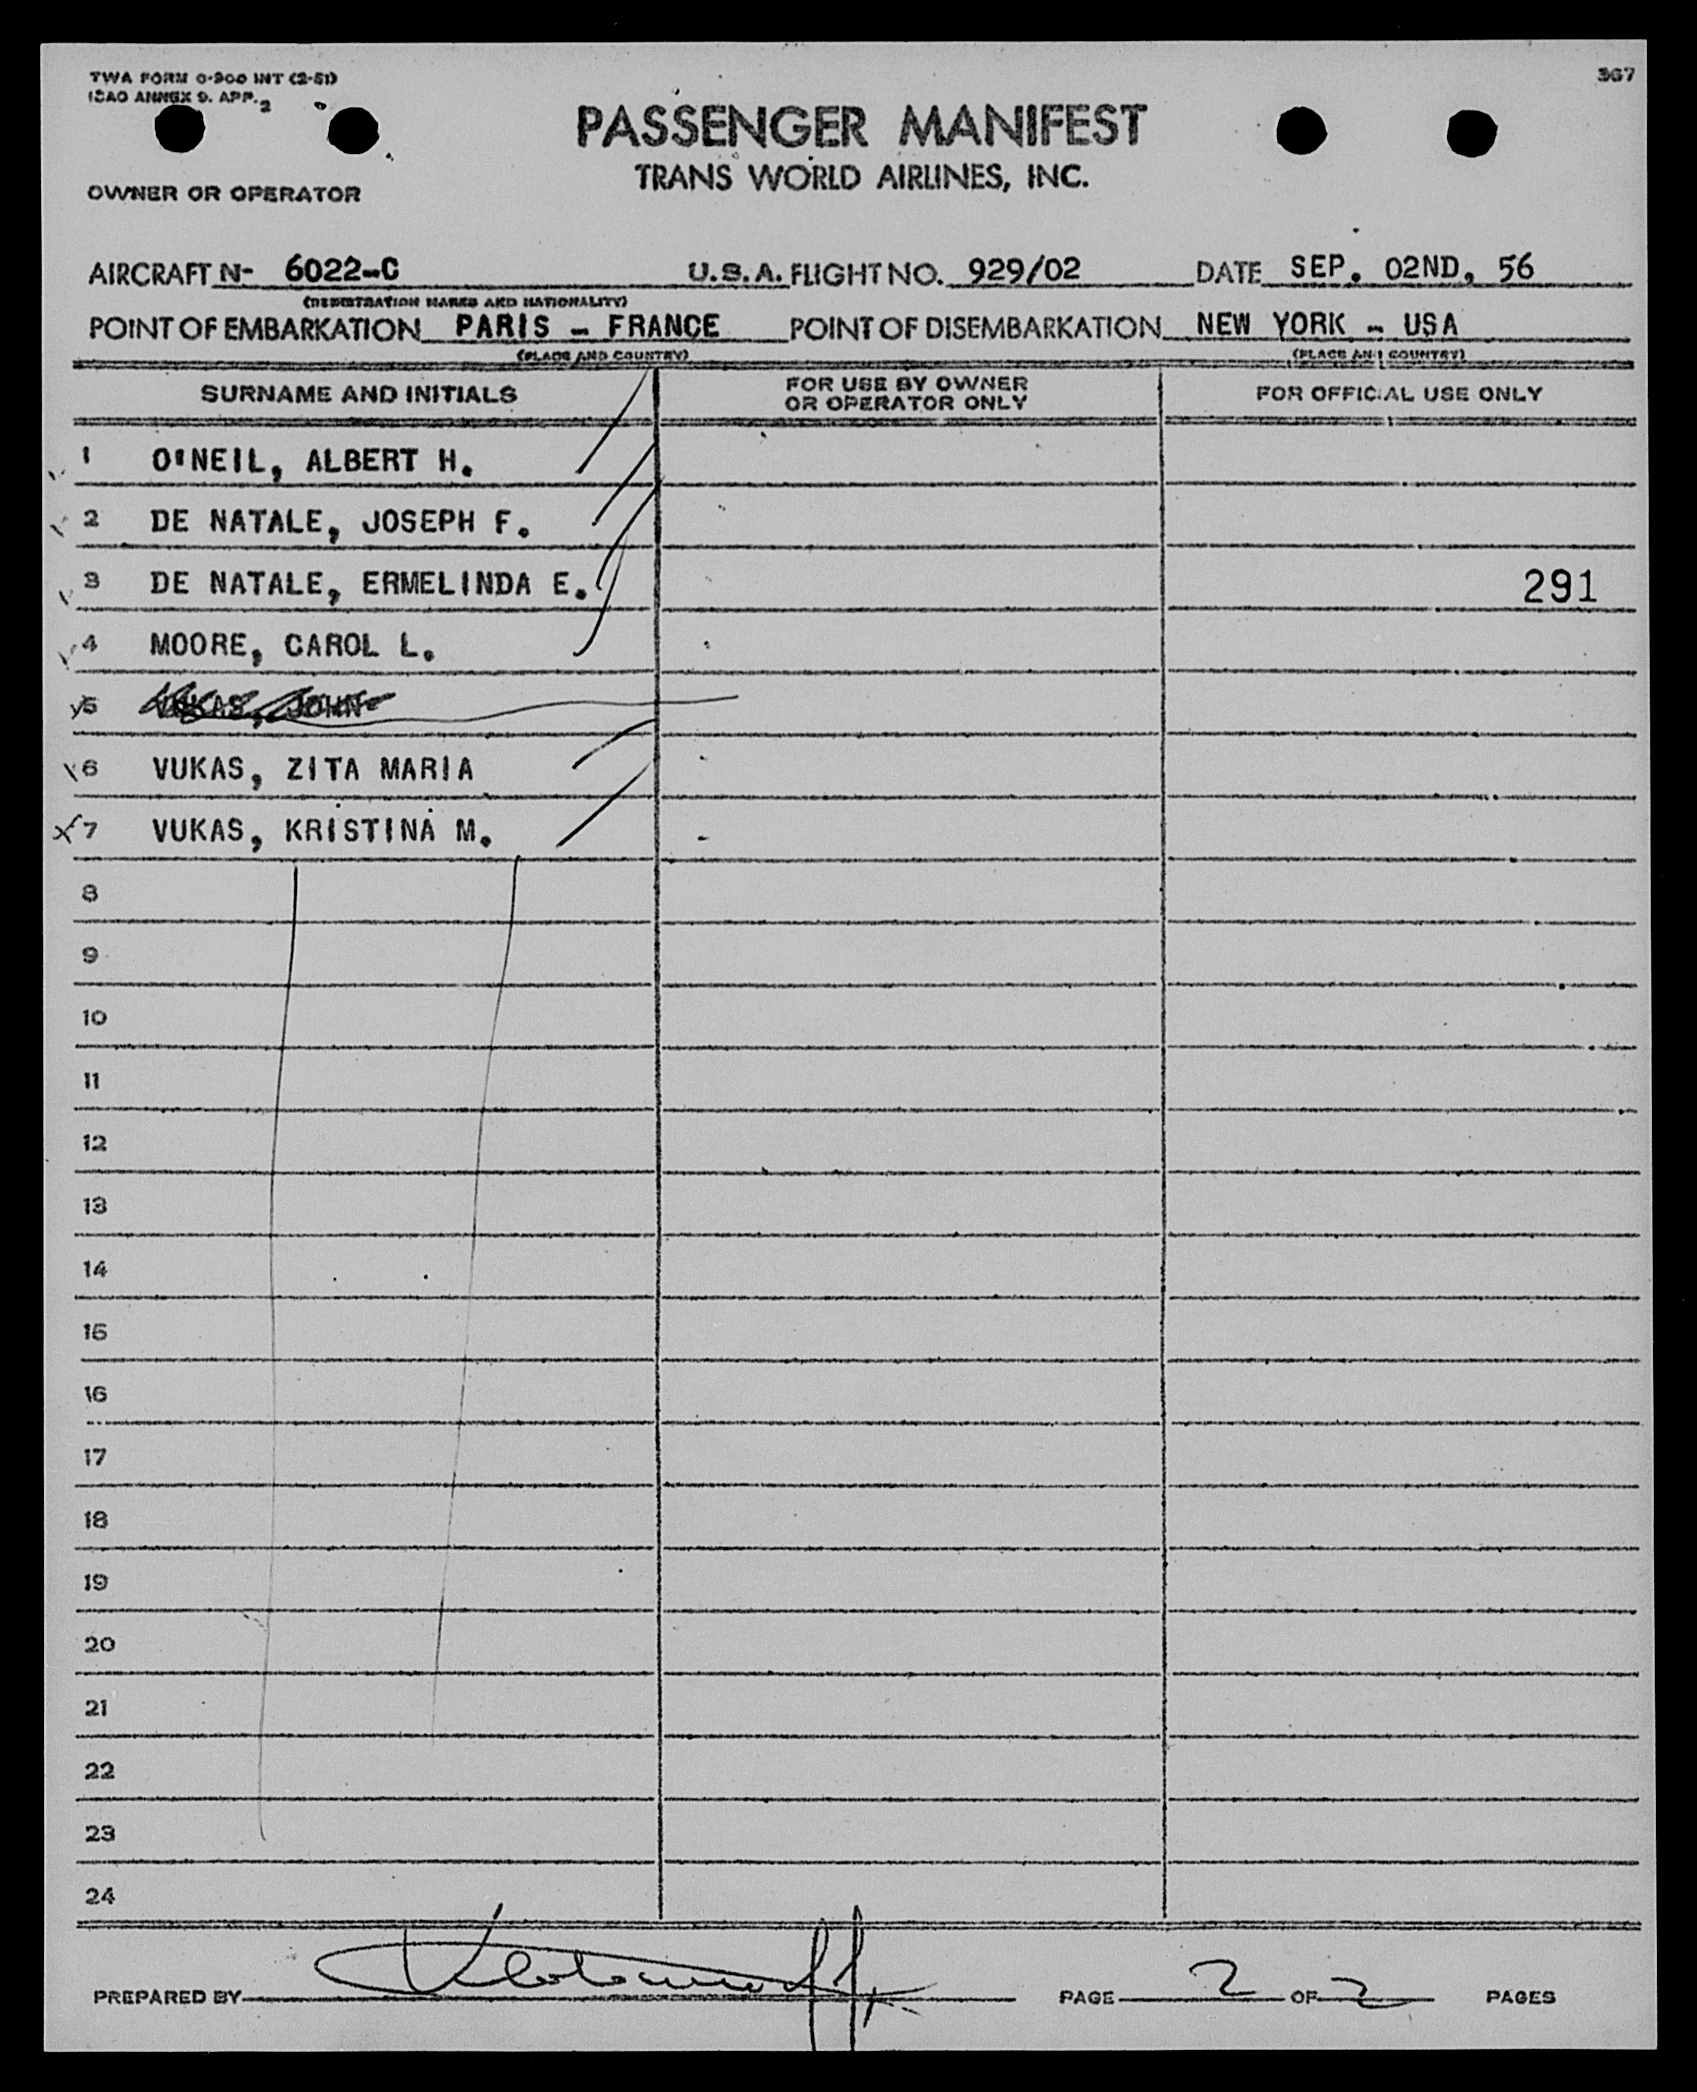 TWA FORM 0-900 INT (2-51)
367
ICAO ANNEX 9. APP. 2
PASSENGER MANIFEST
TRANS WORLD AIRLINES, INC.
OWNER OR OPERATOR
AIRCRAFT N- 6022-C U.S.A. FLIGHT NO. 929/02 DATE SEP. 02ND, 56
(REGISTRATION MARKS AND NATIONALITY)
POINT OF EMBARKATION PARIS - FRANCE POINT OF DISEMBARKATION NEW YORK - USA
(PLACE AND COUNTRY) (PLACE AND COUNTRY)
SURNAME AND INITIALS FOR USE BY OWNER OR OPERATOR ONLY FOR OFFICIAL USE ONLY
1 O'NEIL, ALBERT H.
2 DE NATALE, JOSEPH F.
3 DE NATALE, ERMELINDA E. 291
4 MOORE, CAROL L.
5 VUKAS, JOHN
6 VUKAS, ZITA MARIA
7 VUKAS, KRISTINA M.
8
9
10
11
12
13
14
15
16
17
18
19
20
21
22
23
24
PREPARED BY PAGE 2 OF 2 PAGES